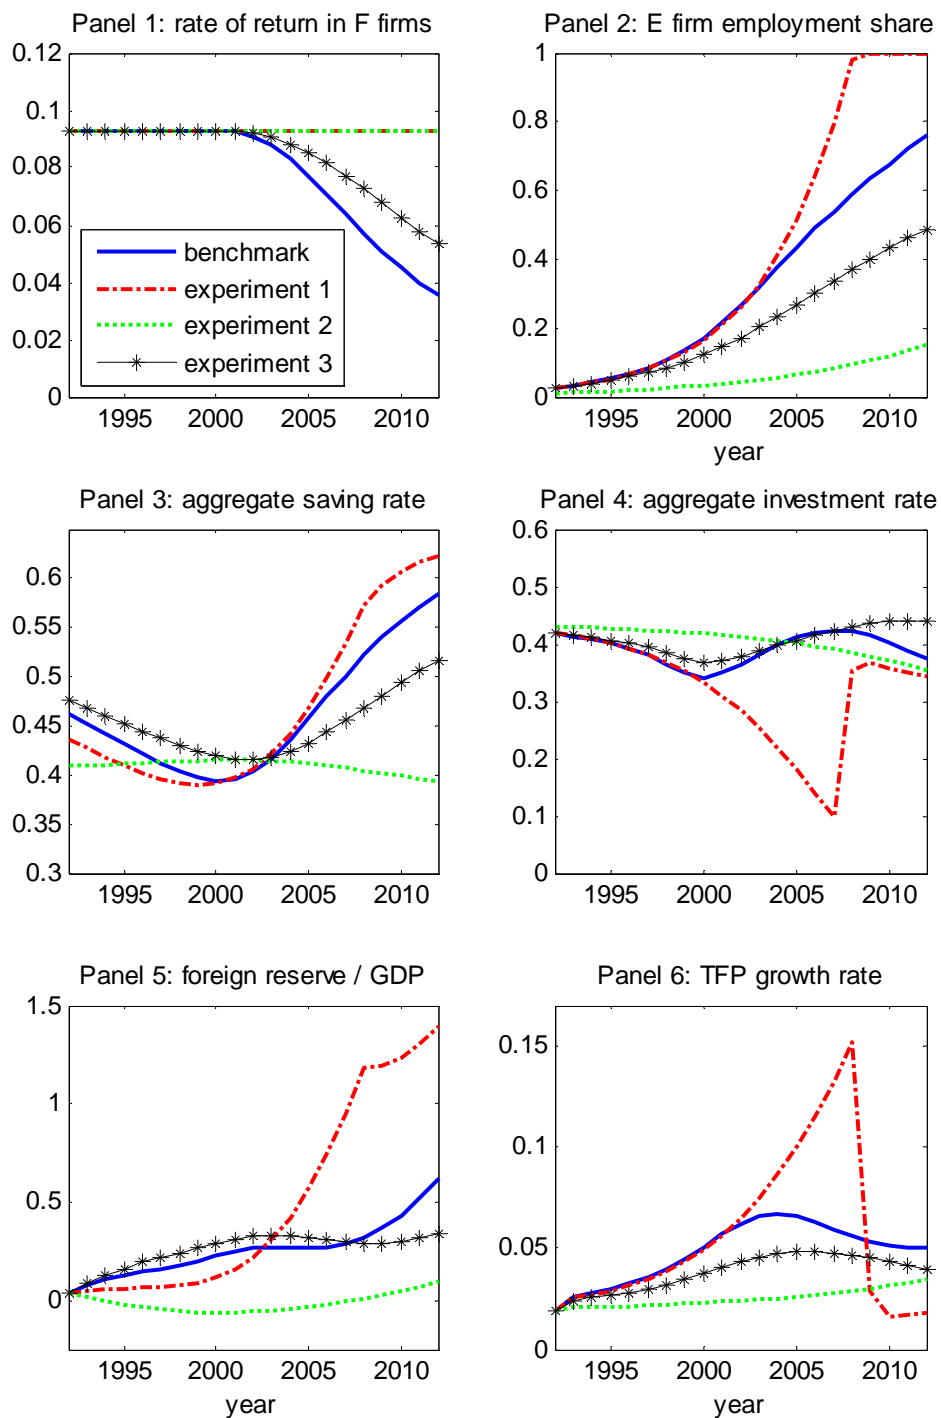 Panel 1: rate of return in F firms
0.12
0.1
0.08
0.06
0.04
0.02
0
benchmark
experiment 1
experiment 2
experiment 3
1995 2000 2005 2010
Panel 2: E firm employment share
1
0.8
0.6
0.4
0.2
0
1995 2000 2005 2010
year
Panel 3: aggregate saving rate
0.6
0.55
0.5
0.45
0.4
0.35
0.3
1995 2000 2005 2010
Panel 4: aggregate investment rate
0.6
0.5
0.4
0.3
0.2
0.1
0
1995 2000 2005 2010
Panel 5: foreign reserve / GDP
1.5
1
0.5
0
1995 2000 2005 2010
year
Panel 6: TFP growth rate
0.15
0.1
0.05
0
1995 2000 2005 2010
year